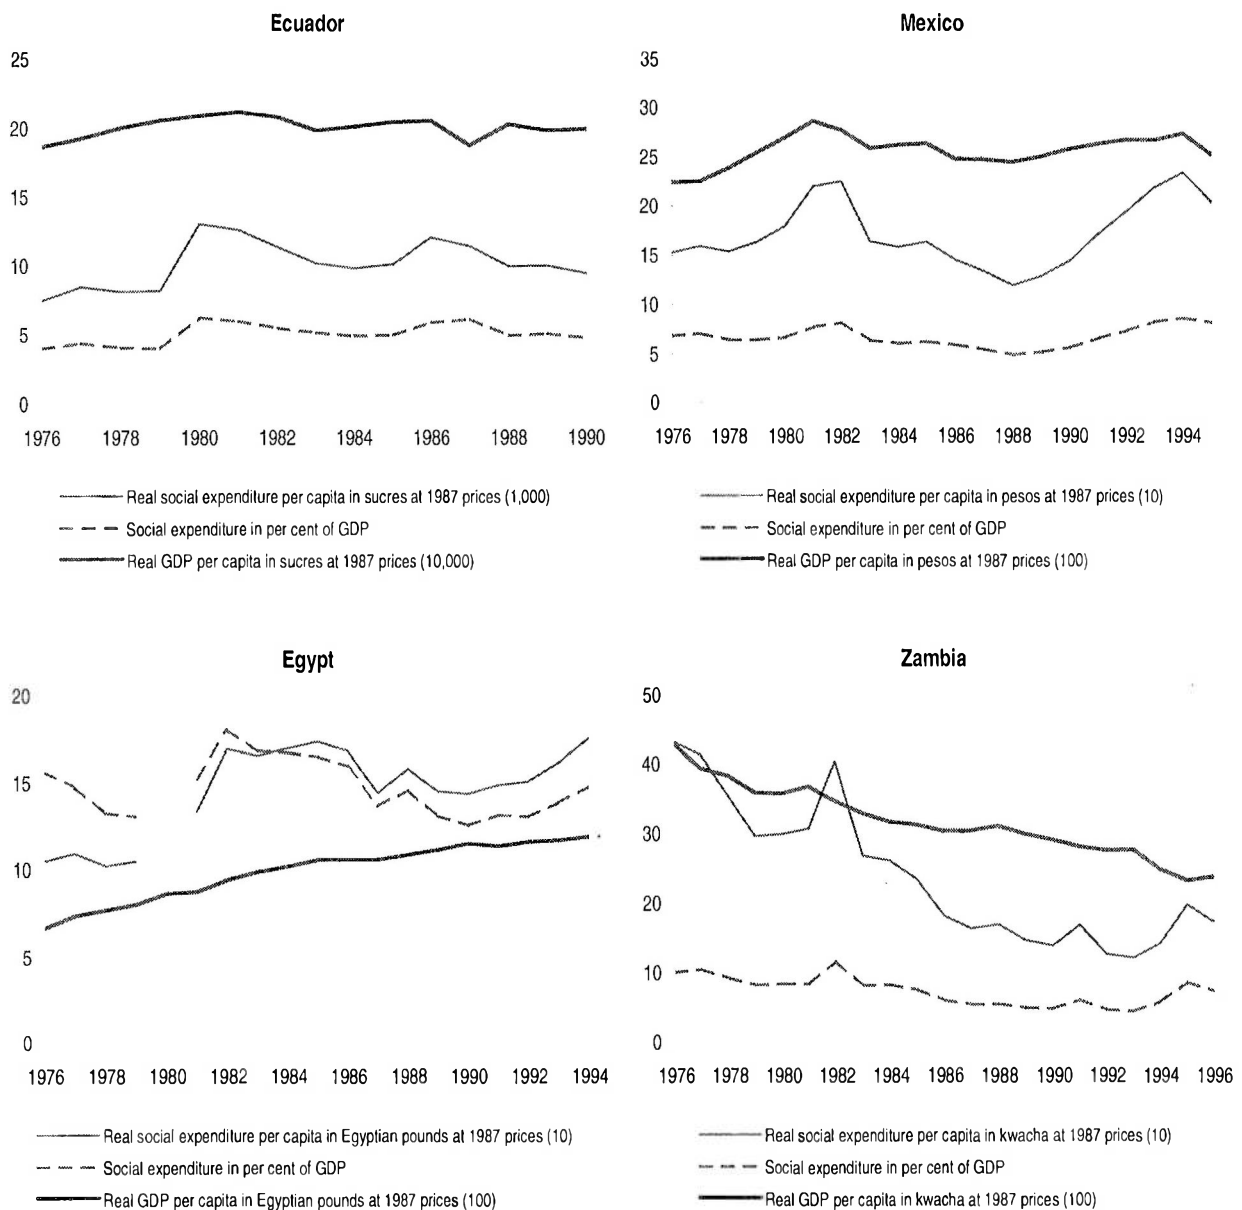 Ecuador
25
20
15
10
5
0
1976 1978 1980 1982 1984 1986 1988 1990
Real social expenditure per capita in sucres at 1987 prices (1,000)
Social expenditure in per cent of GDP
Real GDP per capita in sucres at 1987 prices (10,000)
Mexico
35
30
25
20
15
10
5
0
1976 1978 1980 1982 1984 1986 1988 1990 1992 1994
Real social expenditure per capita in pesos at 1987 prices (10)
Social expenditure in per cent of GDP
Real GDP per capita in pesos at 1987 prices (100)
Egypt
20
15
10
5
0
1976 1978 1980 1982 1984 1986 1988 1990 1992 1994
Real social expenditure per capita in Egyptian pounds at 1987 prices (10)
Social expenditure in per cent of GDP
Real GDP per capita in Egyptian pounds at 1987 prices (100)
Zambia
50
40
30
20
10
0
1976 1978 1980 1982 1984 1986 1988 1990 1992 1994 1996
Real social expenditure per capita in kwacha at 1987 prices (10)
Social expenditure in per cent of GDP
Real GDP per capita in kwacha at 1987 prices (100)